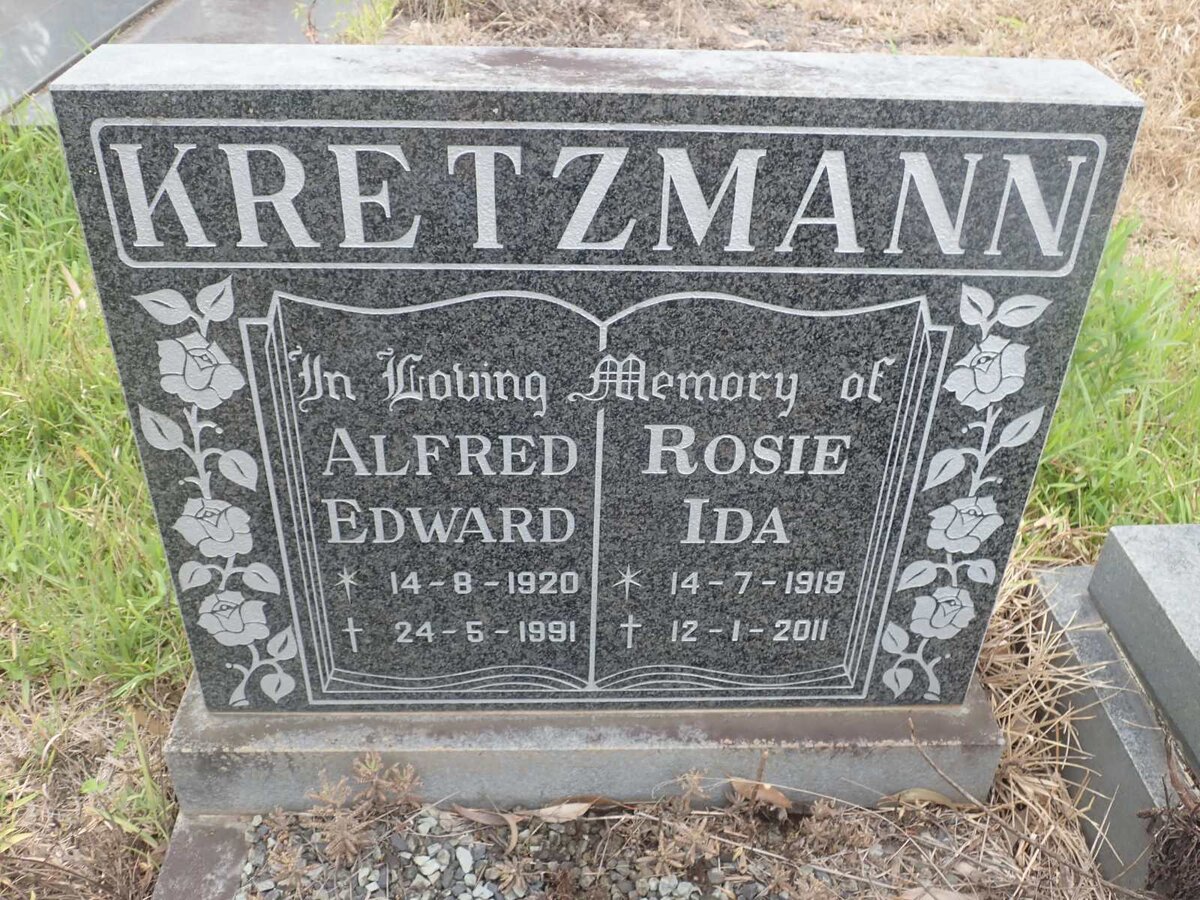 KRETZMANN
In Loving Memory of
ALFRED
EDWARD
* 14-8-1920
† 24-5-1991
ROSIE
IDA
* 14-7-1919
† 12-1-2011